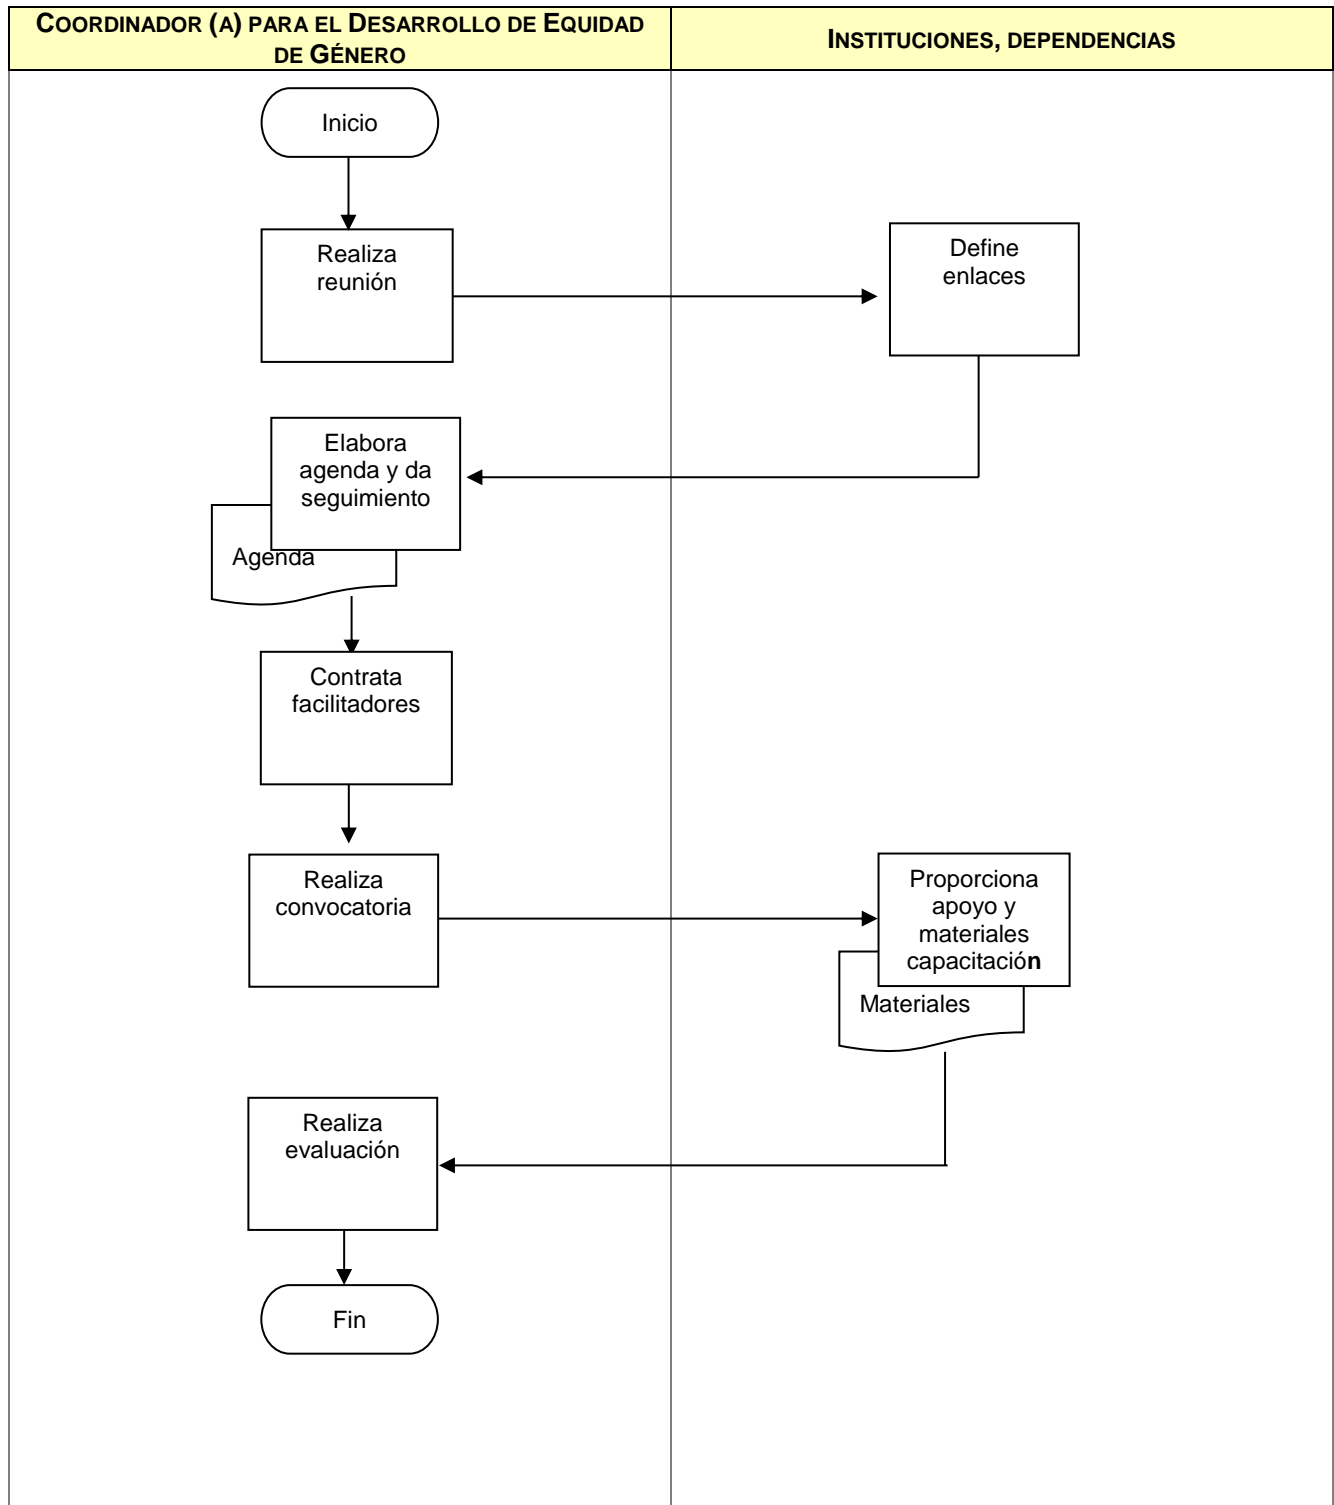 COORDINADOR (A) PARA EL DESARROLLO DE EQUIDAD
DE GÉNERO
INSTITUCIONES, DEPENDENCIAS
Inicio
Realiza
reunión
Define
enlaces
Elabora
agenda y da
seguimiento
Agenda
Contrata
facilitadores
Realiza
convocatoria
Proporciona
apoyo y
materiales
capacitación
Materiales
Realiza
evaluación
Fin